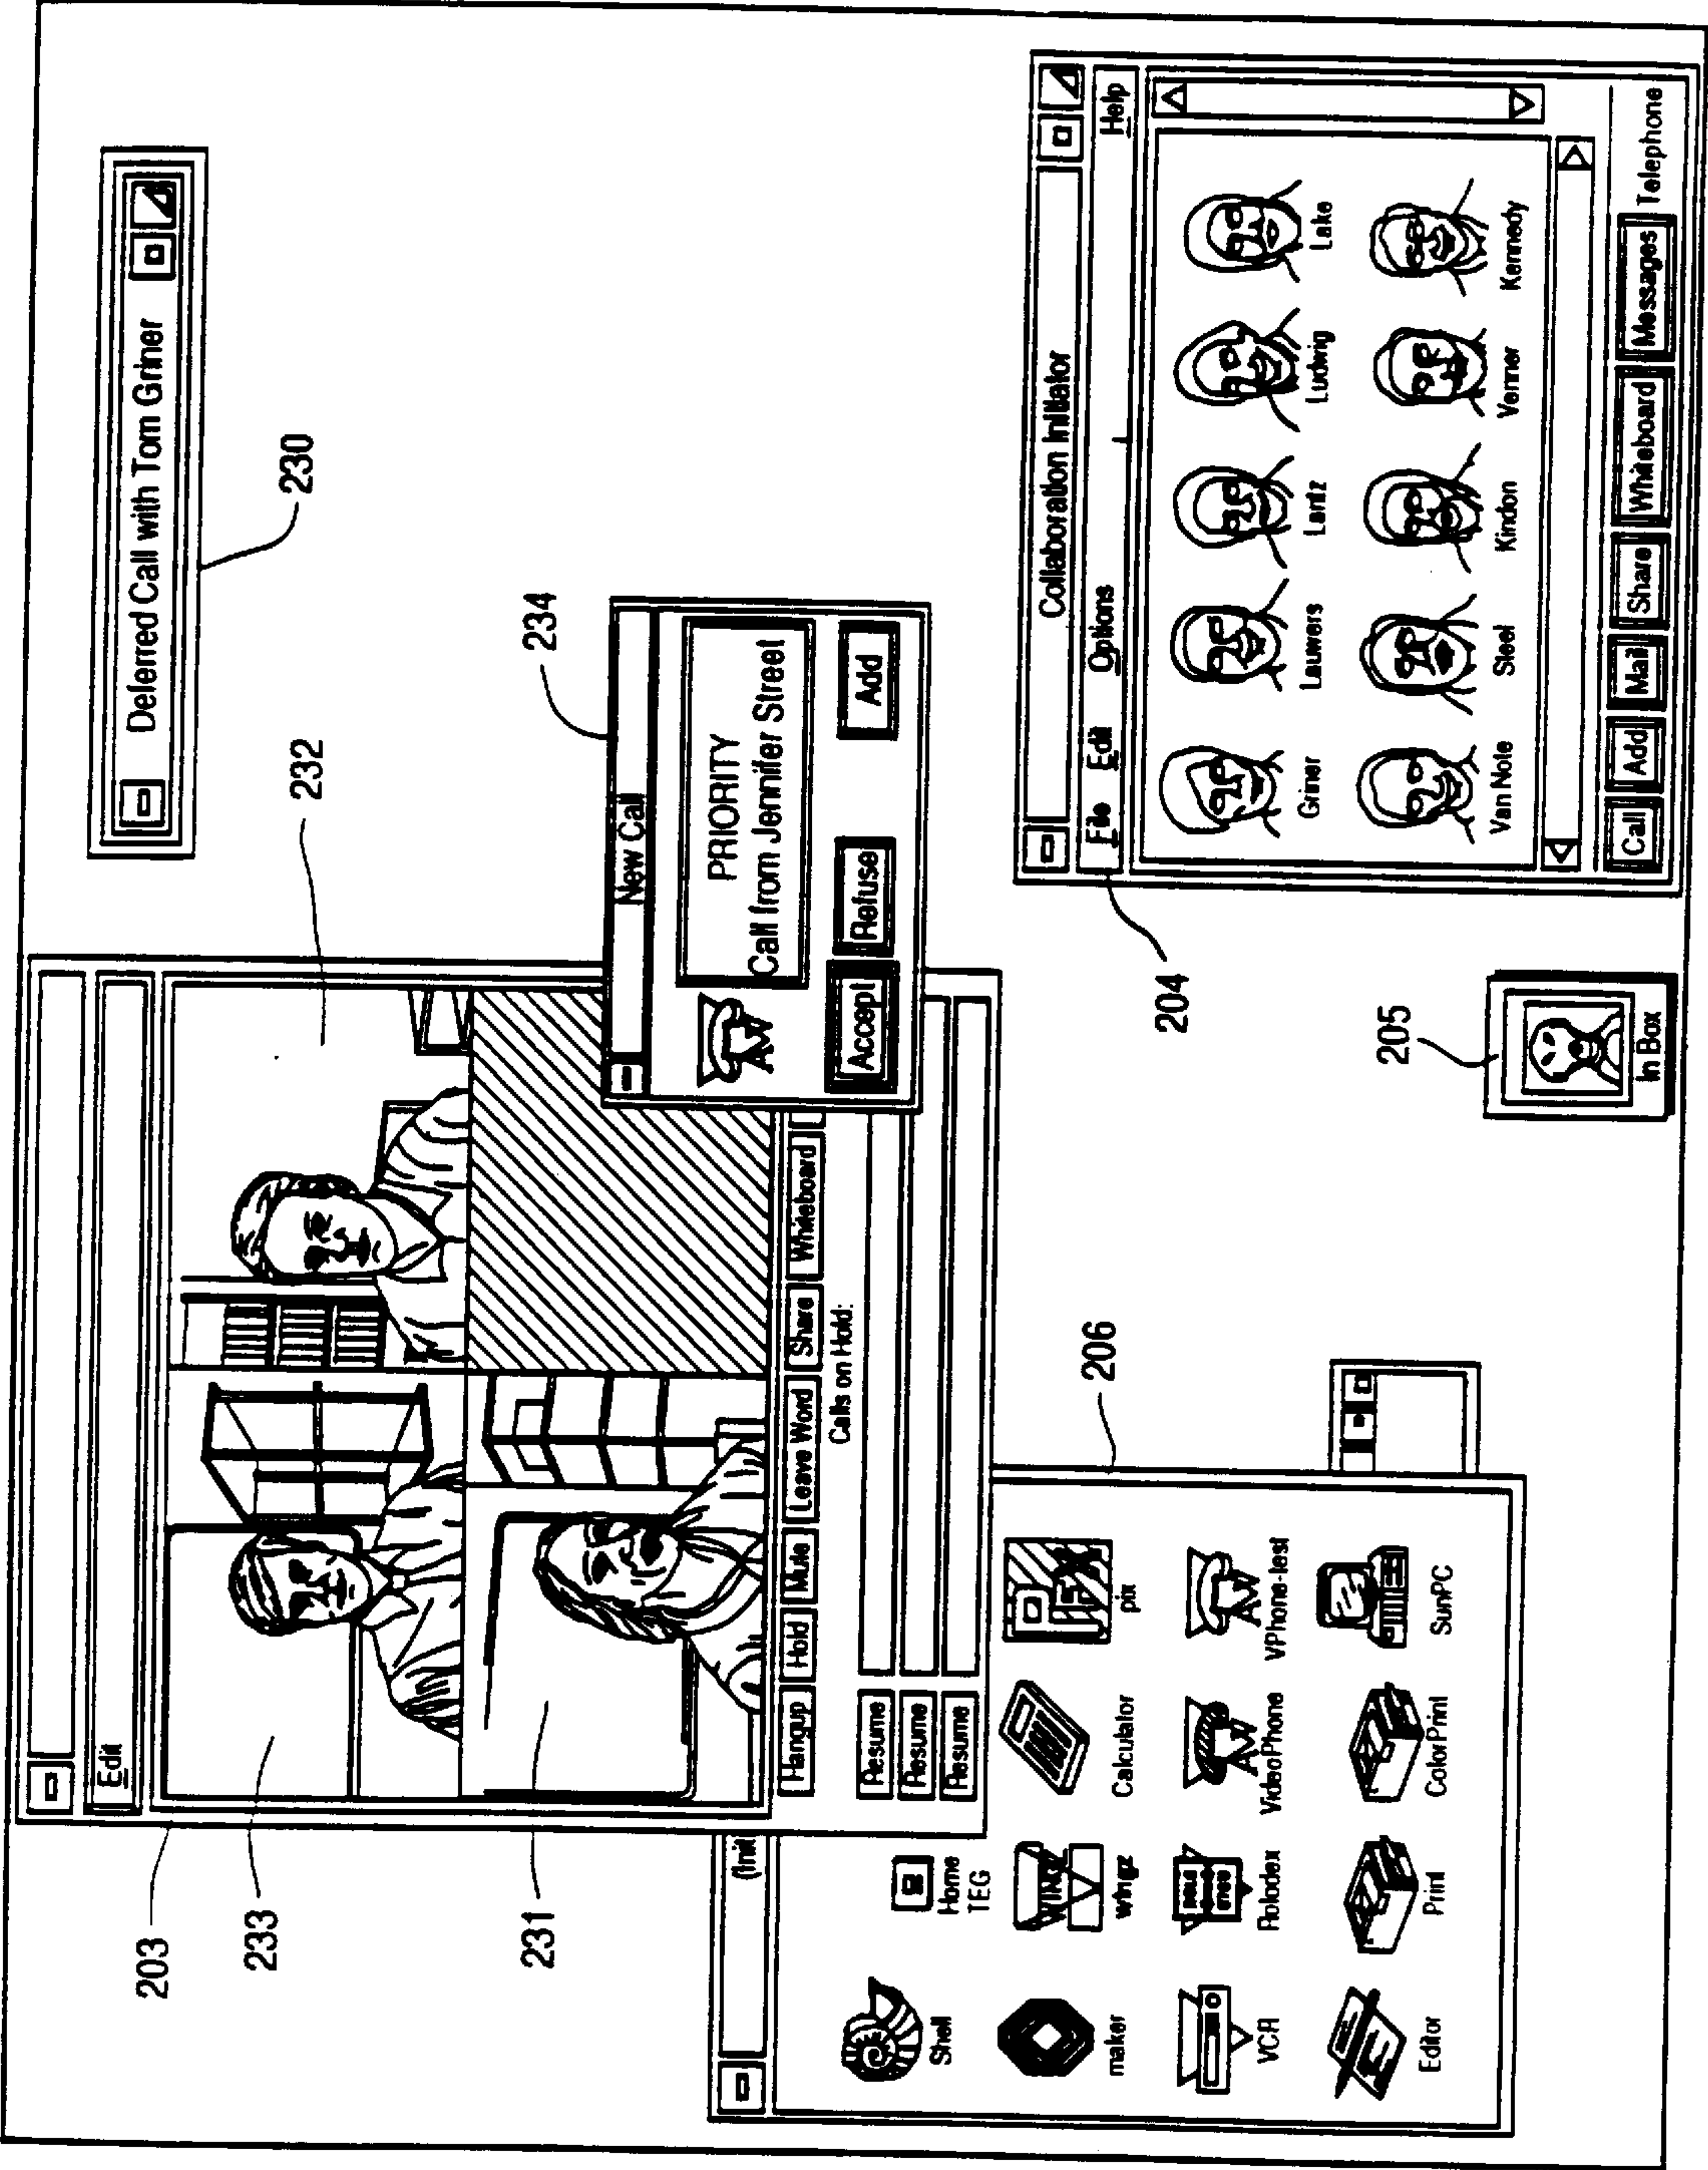 203
Edit
233
232
231
Hangup Hold Mute Leave Word Share Whiteboard
Calls on Hold:
Resume
Resume
Resume
Deferred Call with Tom Griner
230
234
New Call
PRIORITY
Call from Jennifer Street
Accept Refuse Add
(Init
Home
TEG
Shell
maker
wingz
WINGZ
Calculator
pix
VCR
Rolodex
VideoPhone
VPhone-test
Editor
Print
ColorPrint
SunPC
206
205
In Box
204
Collaboration Initiator
File Edit Options Help
Griner Lauwers Lantz Ludwig Lake
Van Note Steel Kindon Venner Kennedy
Call Add Mail Share Whiteboard Messages Telephone